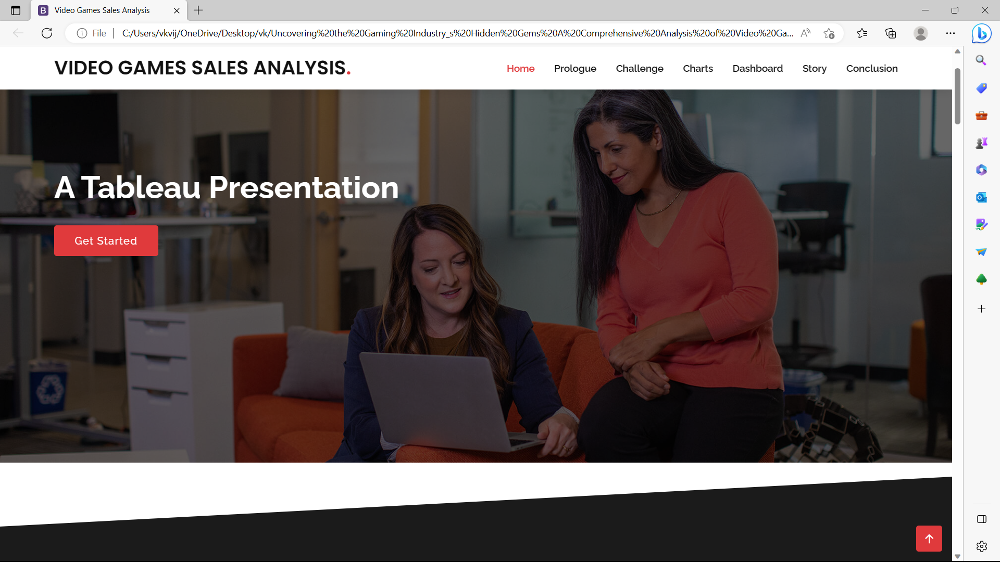 Video Games Sales Analysis
File
C:/Users/vkvij/OneDrive/Desktop/vk/Uncovering%20the%20Gaming%20Industry_s%20Hidden%20Gems%20A%20Comprehensive%20Analysis%20of%20Video%20Ga...
VIDEO GAMES SALES ANALYSIS.
Home Prologue Challenge Charts Dashboard Story Conclusion
A Tableau Presentation
Get Started